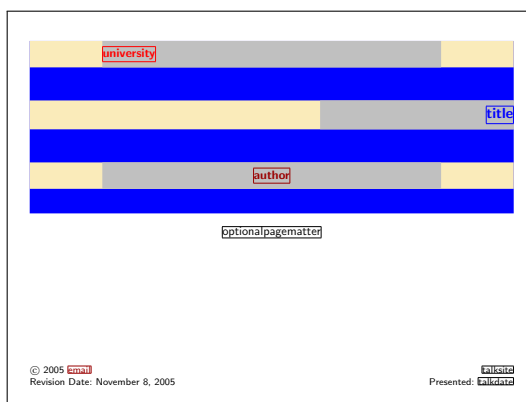 university
title
author
optionalpagematter
© 2005 email
talksite
Revision Date: November 8, 2005
Presented: talkdate